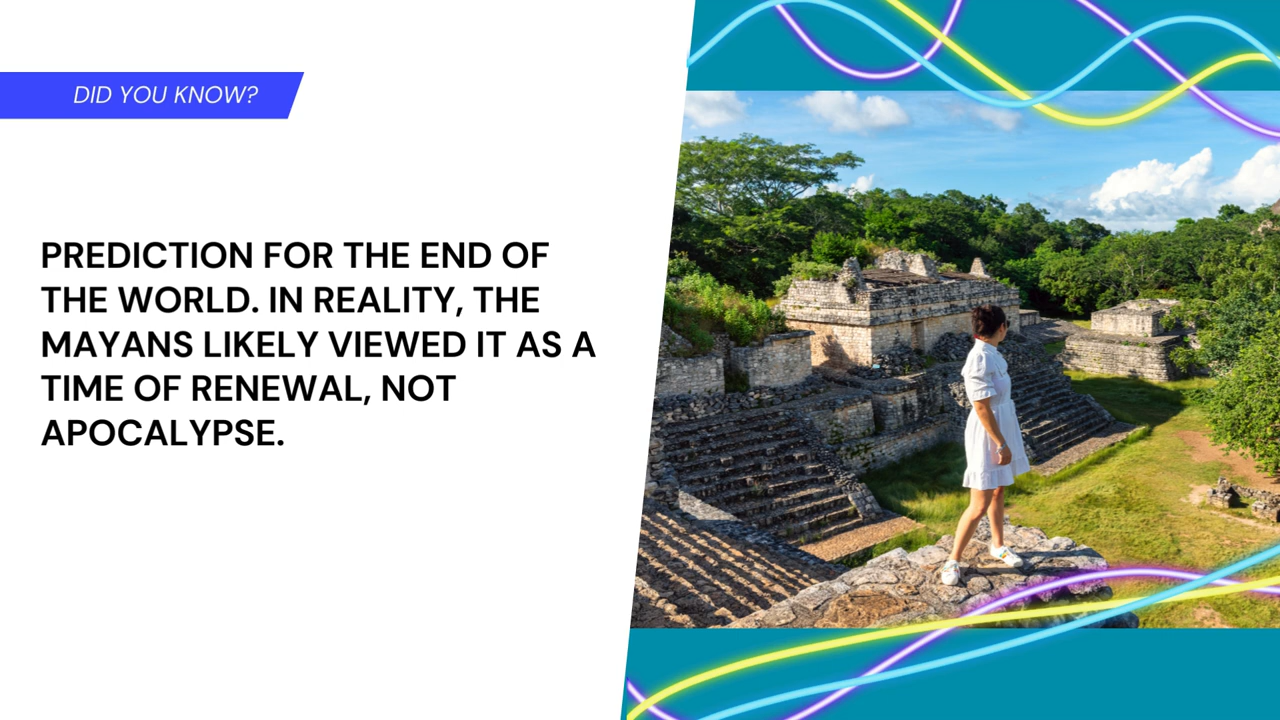 DID YOU KNOW?
PREDICTION FOR THE END OF
THE WORLD. IN REALITY, THE
MAYANS LIKELY VIEWED IT AS A
TIME OF RENEWAL, NOT
APOCALYPSE.